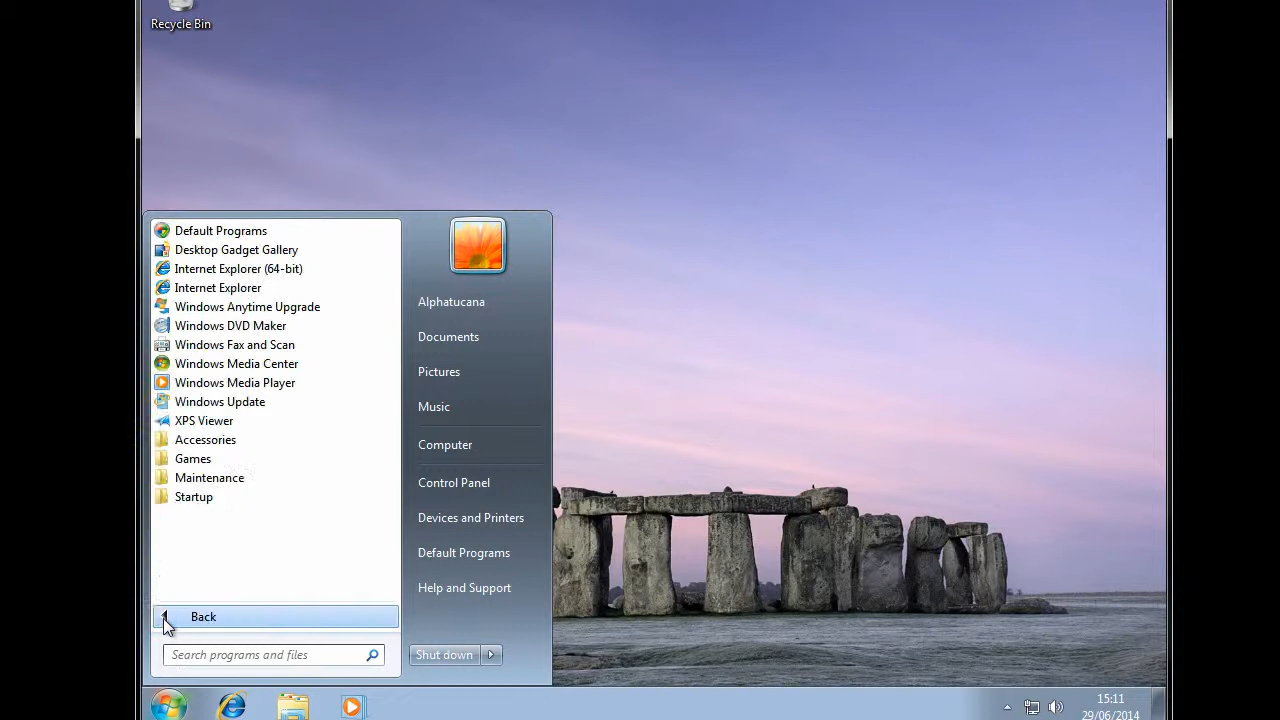 Recycle Bin
Default Programs
Desktop Gadget Gallery
Internet Explorer (64-bit)
Internet Explorer
Windows Anytime Upgrade
Windows DVD Maker
Windows Fax and Scan
Windows Media Center
Windows Media Player
Windows Update
XPS Viewer
Accessories
Games
Maintenance
Startup
Back
Search programs and files
Alphatucana
Documents
Pictures
Music
Computer
Control Panel
Devices and Printers
Default Programs
Help and Support
Shut down
15:11
29/06/2014